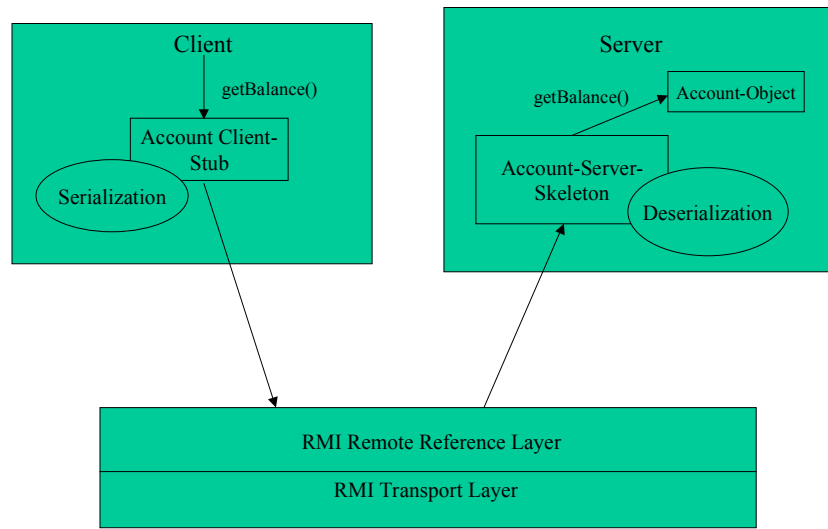 Client
getBalance()
Account Client-
Stub
Serialization
Server
getBalance()
Account-Object
Account-Server-
Skeleton
Deserialization
RMI Remote Reference Layer
RMI Transport Layer